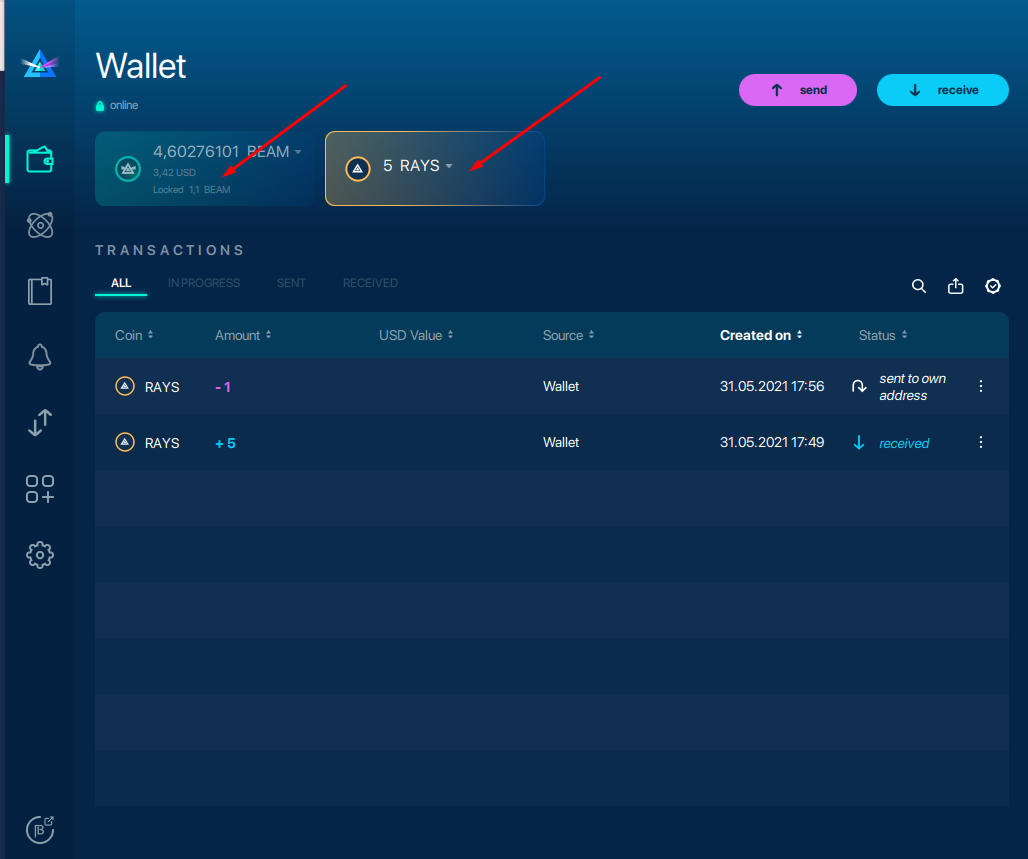 Wallet
online
send
receive
4,60276101 BEAM
3,42 USD
Locked 1,1 BEAM
5 RAYS
TRANSACTIONS
ALL IN PROGRESS SENT RECEIVED
Coin Amount USD Value Source Created on Status
RAYS - 1 Wallet 31.05.2021 17:56 sent to own
address
RAYS + 5 Wallet 31.05.2021 17:49 received